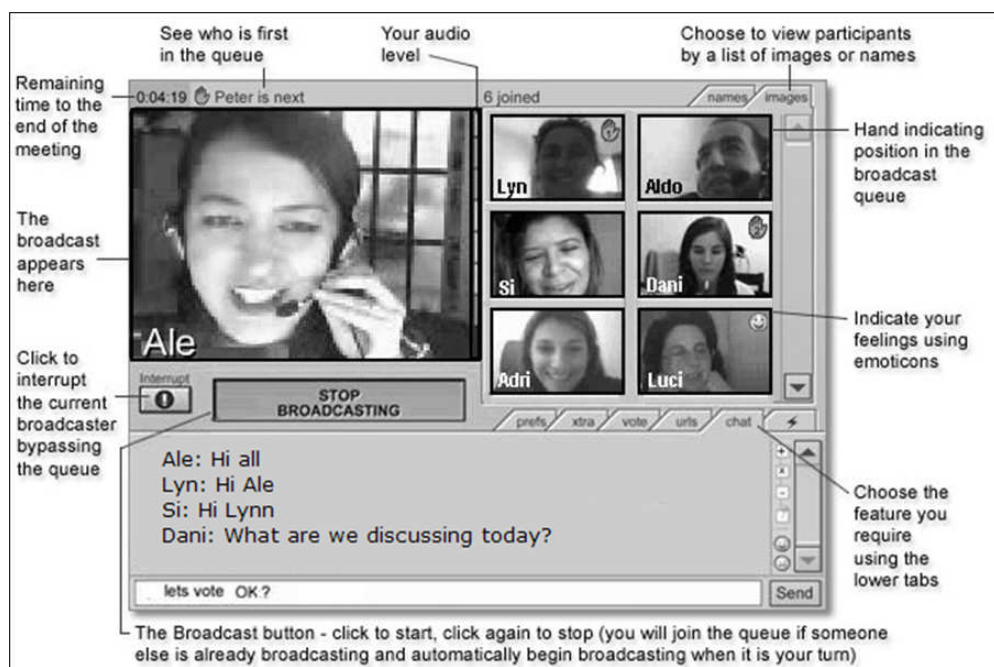 See who is first
in the queue
Your audio
level
Choose to view participants
by a list of images or names
Remaining
time to the
end of the
meeting
0:04:19 Peter is next
6 joined
names
images
Lyn
Aldo
Hand indicating
position in the
broadcast
queue
The
broadcast
appears
here
Si
Dani
Ale
Adri
Luci
Indicate your
feelings using
emoticons
Click to
interrupt
the current
broadcaster
bypassing
the queue
Interrupt
STOP
BROADCASTING
prefs
xtra
vote
urls
chat
Ale: Hi all
Lyn: Hi Ale
Si: Hi Lynn
Dani: What are we discussing today?
Choose the
feature you
require
using the
lower tabs
lets vote OK?
Send
The Broadcast button - click to start, click again to stop (you will join the queue if someone
else is already broadcasting and automatically begin broadcasting when it is your turn)